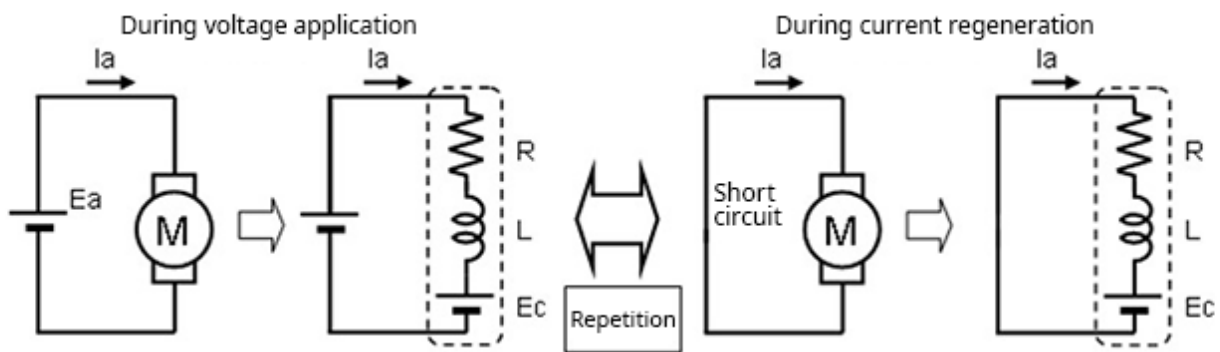 During voltage application
During current regeneration
Ia
Ia
Ia
Ia
Ea
M
R
L
Ec
Repetition
Short
circuit
M
R
L
Ec